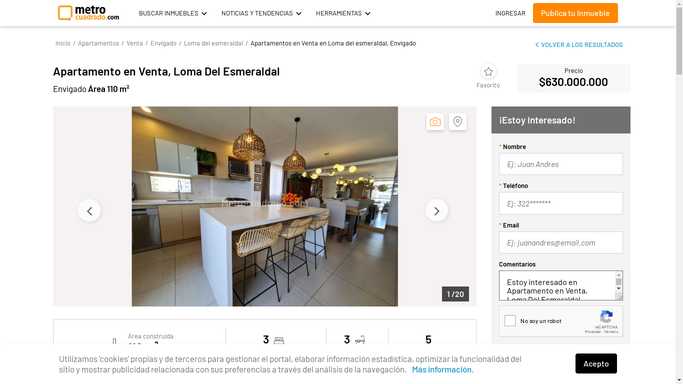 metro
cuadrado.com
BUSCAR INMUEBLES
NOTICIAS Y TENDENCIAS
HERRAMIENTAS
INGRESAR
Publica tu Inmueble
Inicio / Apartamentos / Venta / Envigado / Loma del esmeraldal / Apartamentos en Venta en Loma del esmeraldal, Envigado
VOLVER A LOS RESULTADOS
Apartamento en Venta, Loma Del Esmeraldal
Envigado Área 110 m²
Favorito
Precio
$630.000.000
1 /20
¡Estoy Interesado!
* Nombre
Ej: Juan Andres
* Teléfono
Ej: 322*******
* Email
Ej: juanandres@email.com
Comentarios
Estoy interesado en
Apartamento en Venta,
Loma Del Esmeraldal
No soy un robot
reCAPTCHA
Privacidad - Términos
Área construida
3
3
5
Utilizamos 'cookies' propias y de terceros para gestionar el portal, elaborar información estadística, optimizar la funcionalidad del
sitio y mostrar publicidad relacionada con sus preferencias a través del análisis de la navegación. Más información.
Acepto